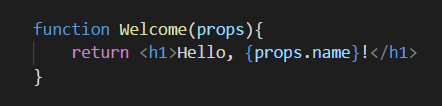 function Welcome(props){
    return <h1>Hello, {props.name}!</h1>
}